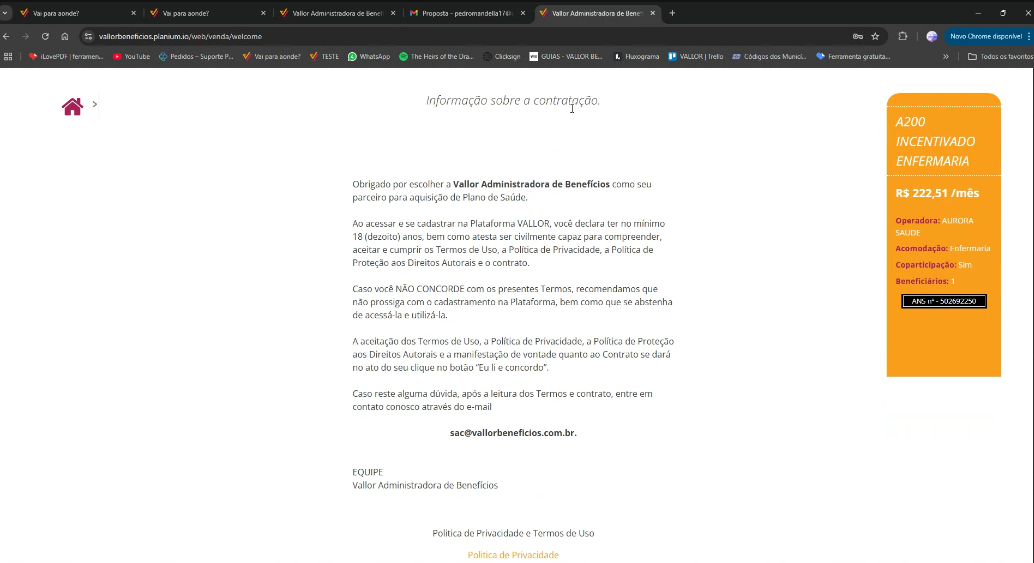 Vai para aonde?
Vai para aonde?
Vallor Administradora de Benef
Proposta - pedromandella17@
Vallor Administradora de Benef
vallorbeneficios.planium.io/web/venda/welcome
Novo Chrome disponível
iLovePDF | ferramen...
YouTube
Pedidos – Suporte P...
Vai para aonde?
TESTE
WhatsApp
The Heirs of the Dra...
Clicksign
GUIAS - VALLOR BE...
Fluxograma
VALLOR | Trello
Códigos dos Munici...
Ferramenta gratuita...
»
Todos os favoritos
>
Informação sobre a contratação.
Obrigado por escolher a Vallor Administradora de Benefícios como seu
parceiro para aquisição de Plano de Saúde.
Ao acessar e se cadastrar na Plataforma VALLOR, você declara ter no mínimo
18 (dezoito) anos, bem como atesta ser civilmente capaz para compreender,
aceitar e cumprir os Termos de Uso, a Política de Privacidade, a Política de
Proteção aos Direitos Autorais e o contrato.
Caso você NÃO CONCORDE com os presentes Termos, recomendamos que
não prossiga com o cadastramento na Plataforma, bem como que se abstenha
de acessá-la e utilizá-la.
A aceitação dos Termos de Uso, a Política de Privacidade, a Política de Proteção
aos Direitos Autorais e a manifestação de vontade quanto ao Contrato se dará
no ato do seu clique no botão “Eu li e concordo”.
Caso reste alguma dúvida, após a leitura dos Termos e contrato, entre em
contato conosco através do e-mail
sac@vallorbeneficios.com.br.
EQUIPE
Vallor Administradora de Benefícios
Politica de Privacidade e Termos de Uso
Politica de Privacidade
A200
INCENTIVADO
ENFERMARIA
R$ 222,51 /mês
Operadora: AURORA
SAUDE
Acomodação: Enfermaria
Coparticipação: Sim
Beneficiários: 1
ANS nº - 502692250